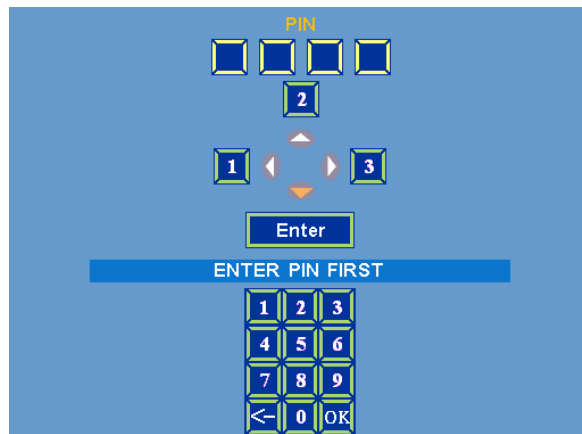 PIN
2
1 3
Enter
ENTER PIN FIRST
1 2 3
4 5 6
7 8 9
<- 0 OK